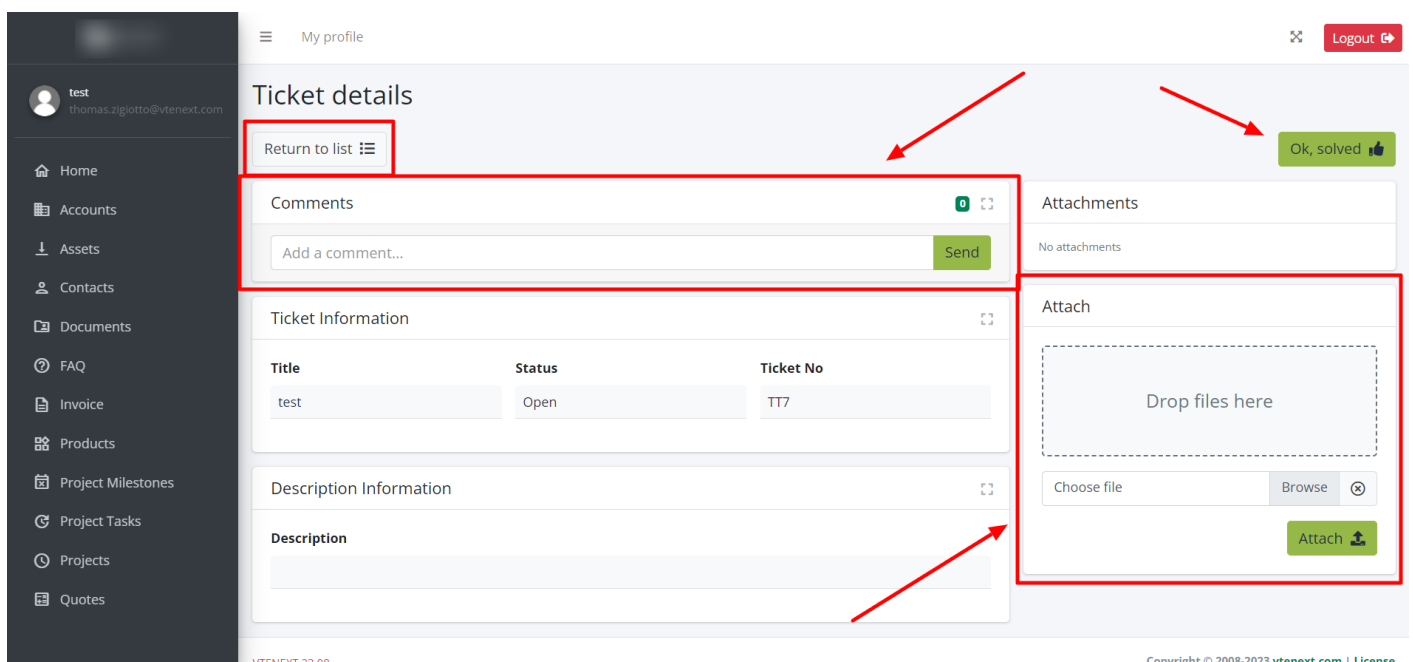 My profile
Logout
test
thomas.zigiotto@vtenext.com
Home
Accounts
Assets
Contacts
Documents
FAQ
Invoice
Products
Project Milestones
Project Tasks
Projects
Quotes
Ticket details
Return to list
Ok, solved
Comments
0
Add a comment...
Send
Ticket Information
Title Status Ticket No
test Open TT7
Description Information
Description
Attachments
No attachments
Attach
Drop files here
Choose file Browse
Attach
VTENEXT 23.08
Copyright © 2008-2023 vtenext.com | License